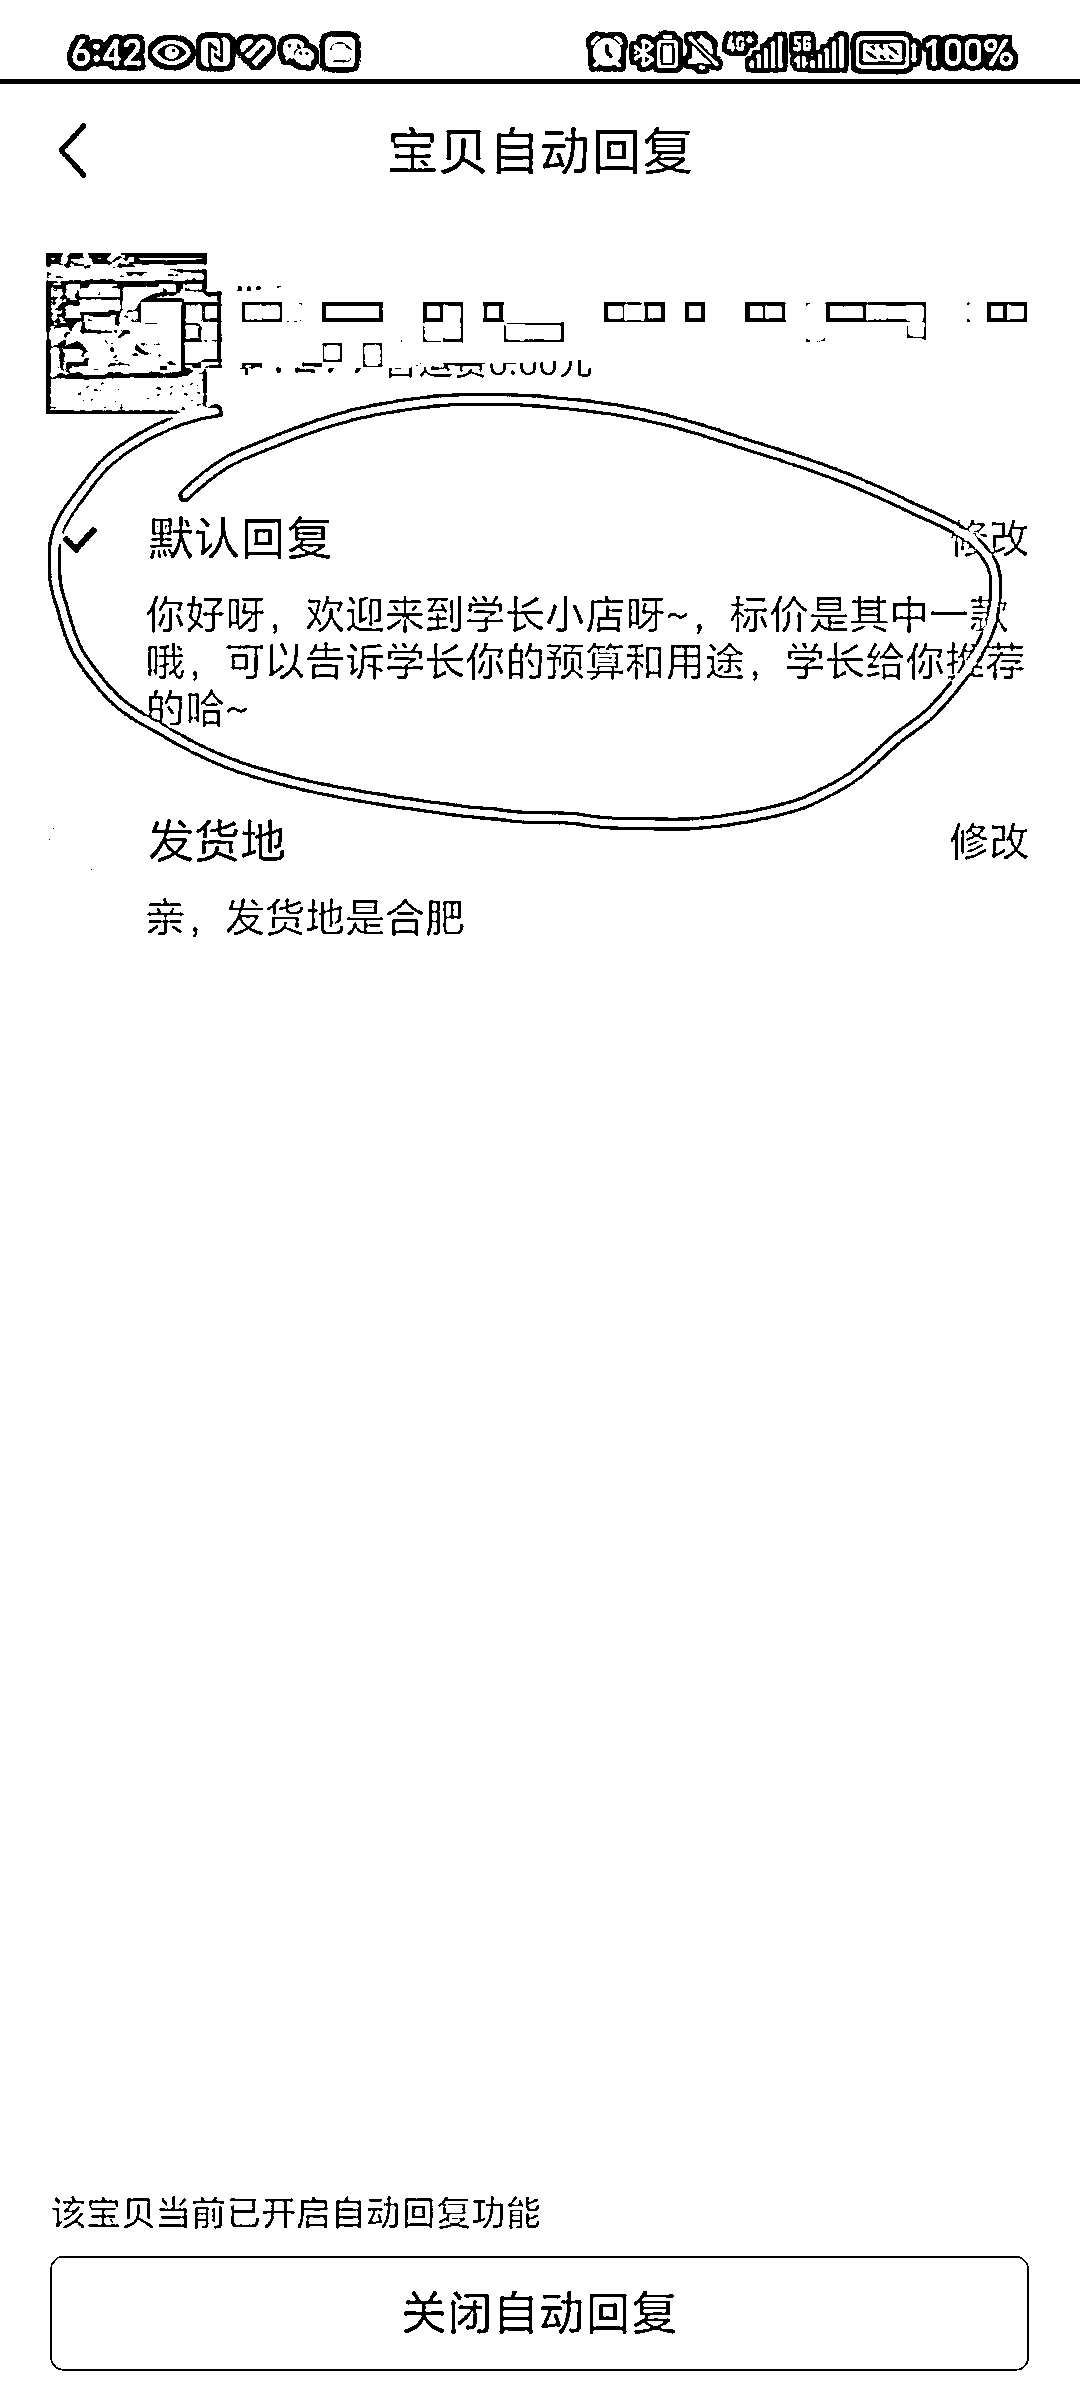 6:42
4G+ 5G 100%
宝贝自动回复
含运费0.00元
默认回复
修改
你好呀，欢迎来到学长小店呀~，标价是其中一款
哦，可以告诉学长你的预算和用途，学长给你推荐
的哈~
发货地
修改
亲，发货地是合肥
该宝贝当前已开启自动回复功能
关闭自动回复